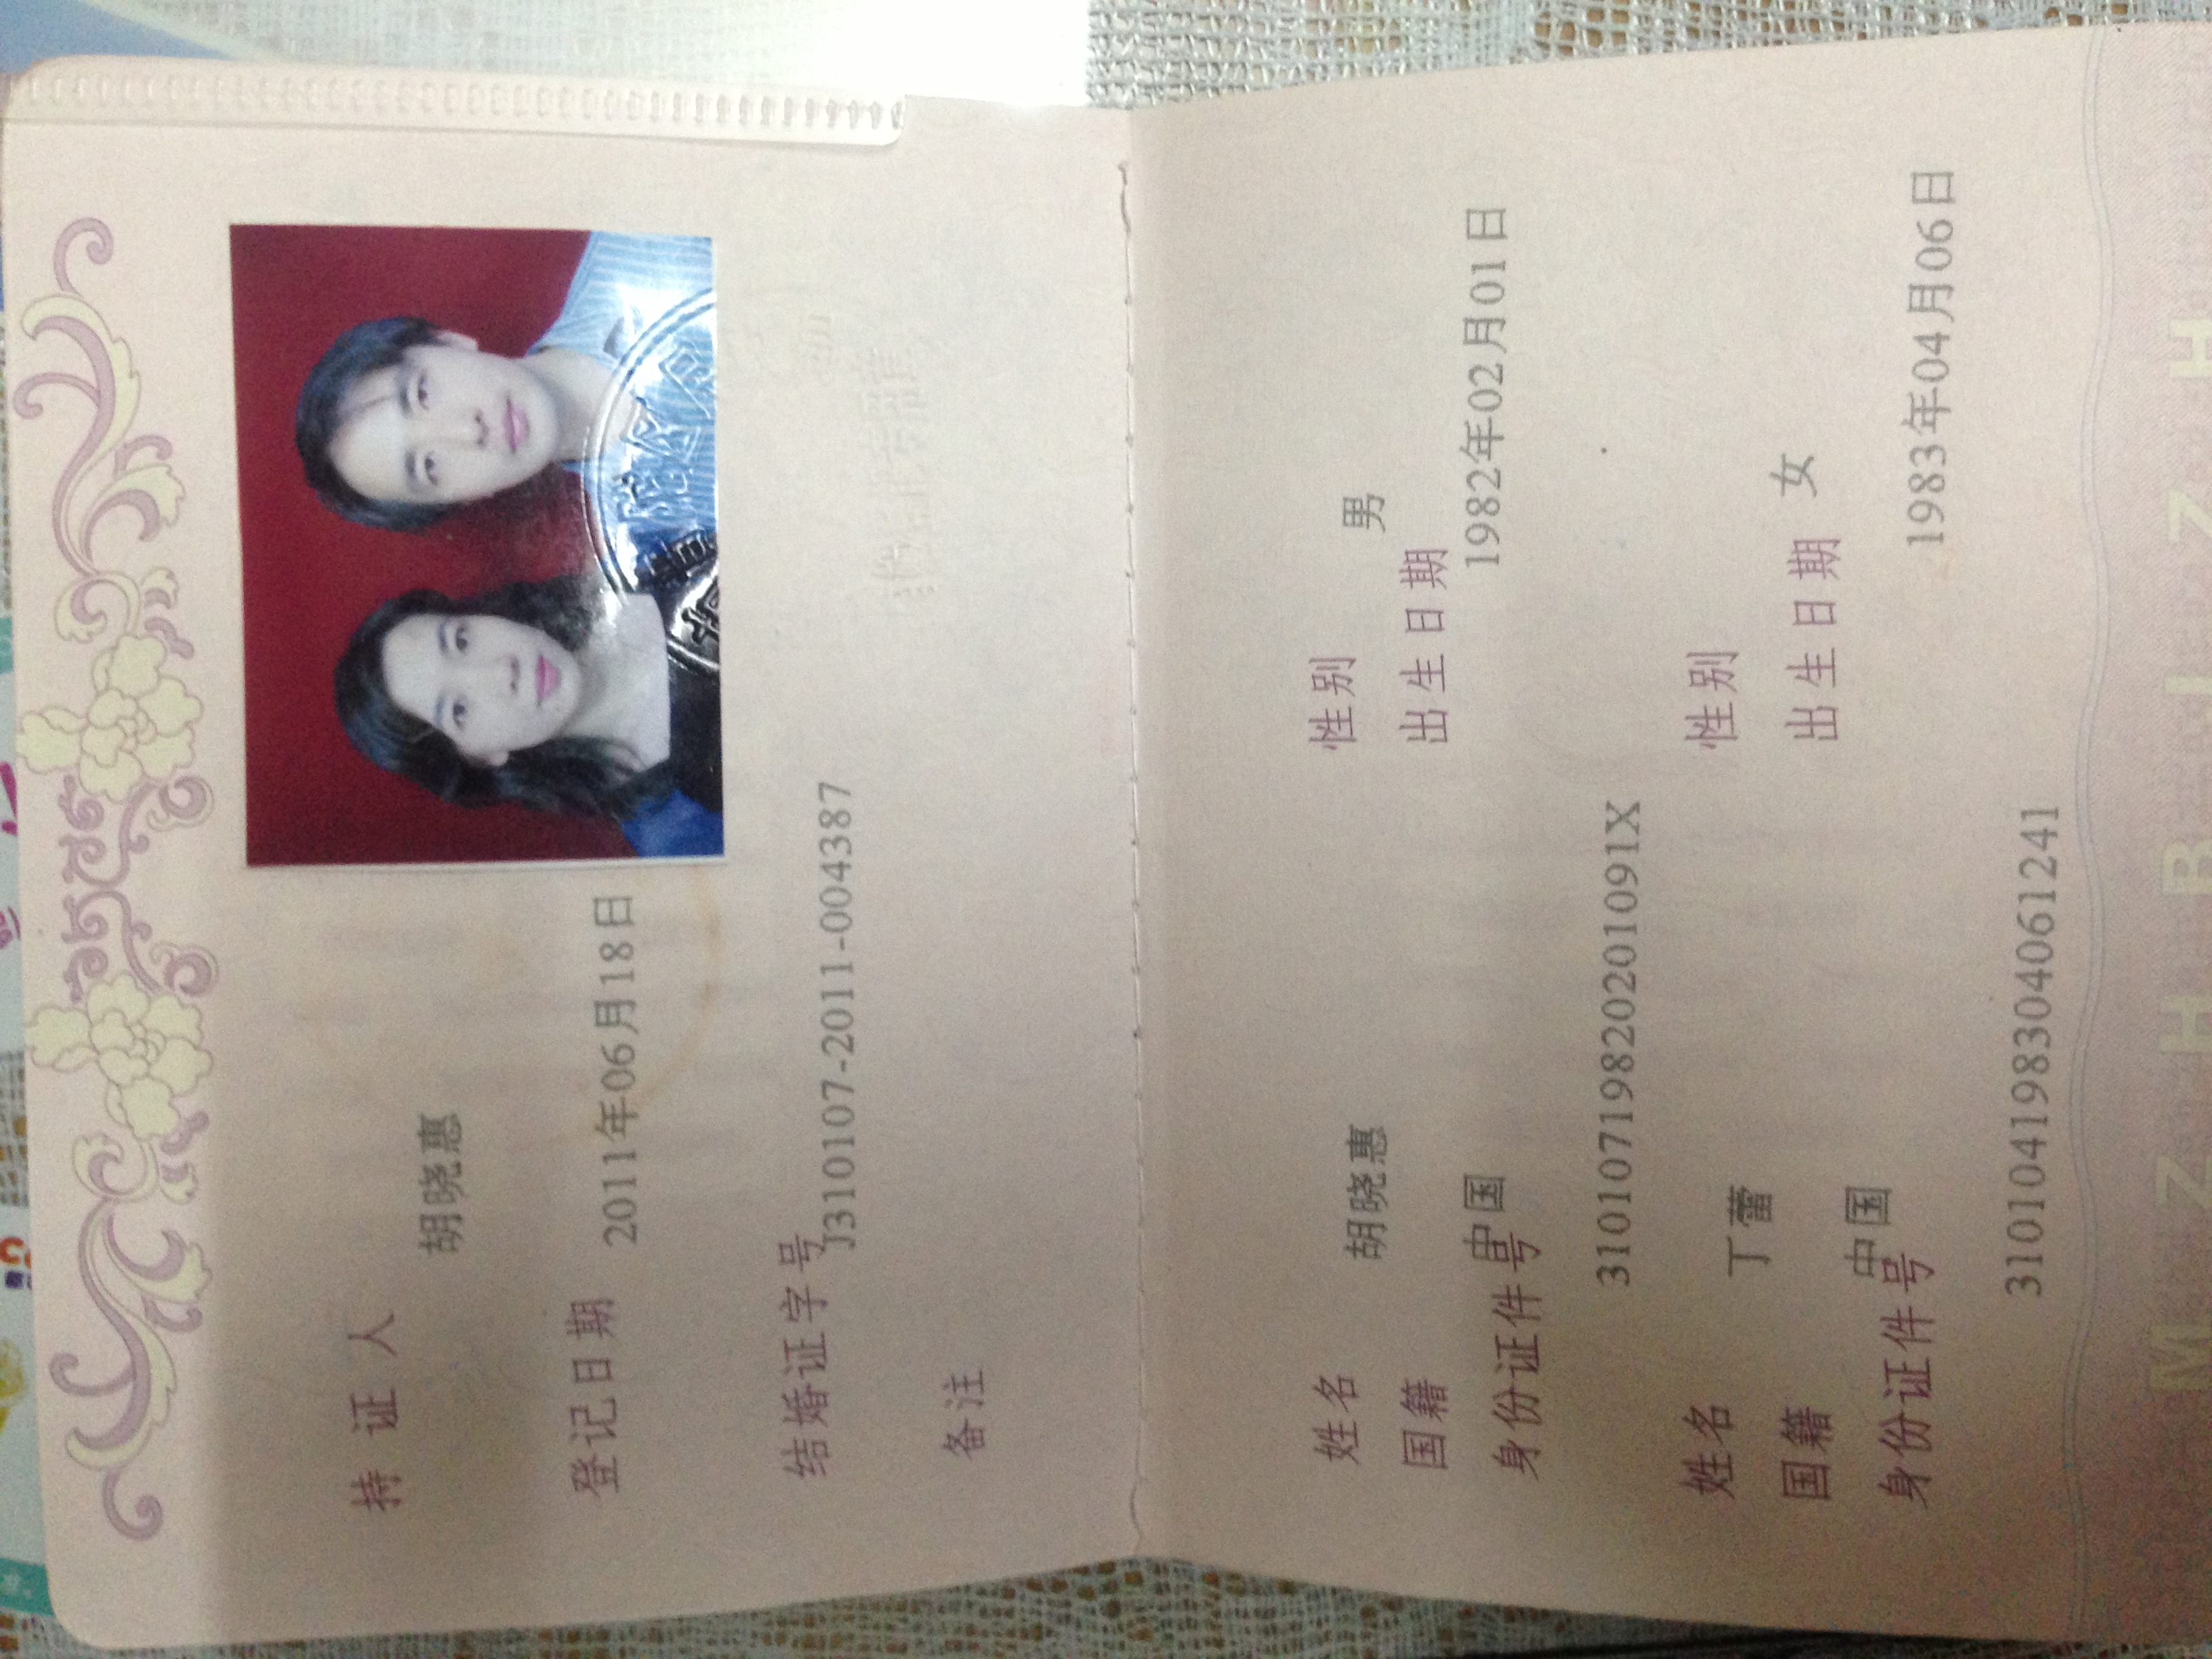 持证人 胡晓惠
登记日期 2011年06月18日
结婚证字号 J310107-2011-004387
备注
姓名 胡晓惠 性别 男
国籍 中国 出生日期 1982年02月01日
身份证件号 31010719820201091X
姓名 丁蕾 性别 女
国籍 中国 出生日期 1983年04月06日
身份证件号 310104198304061241